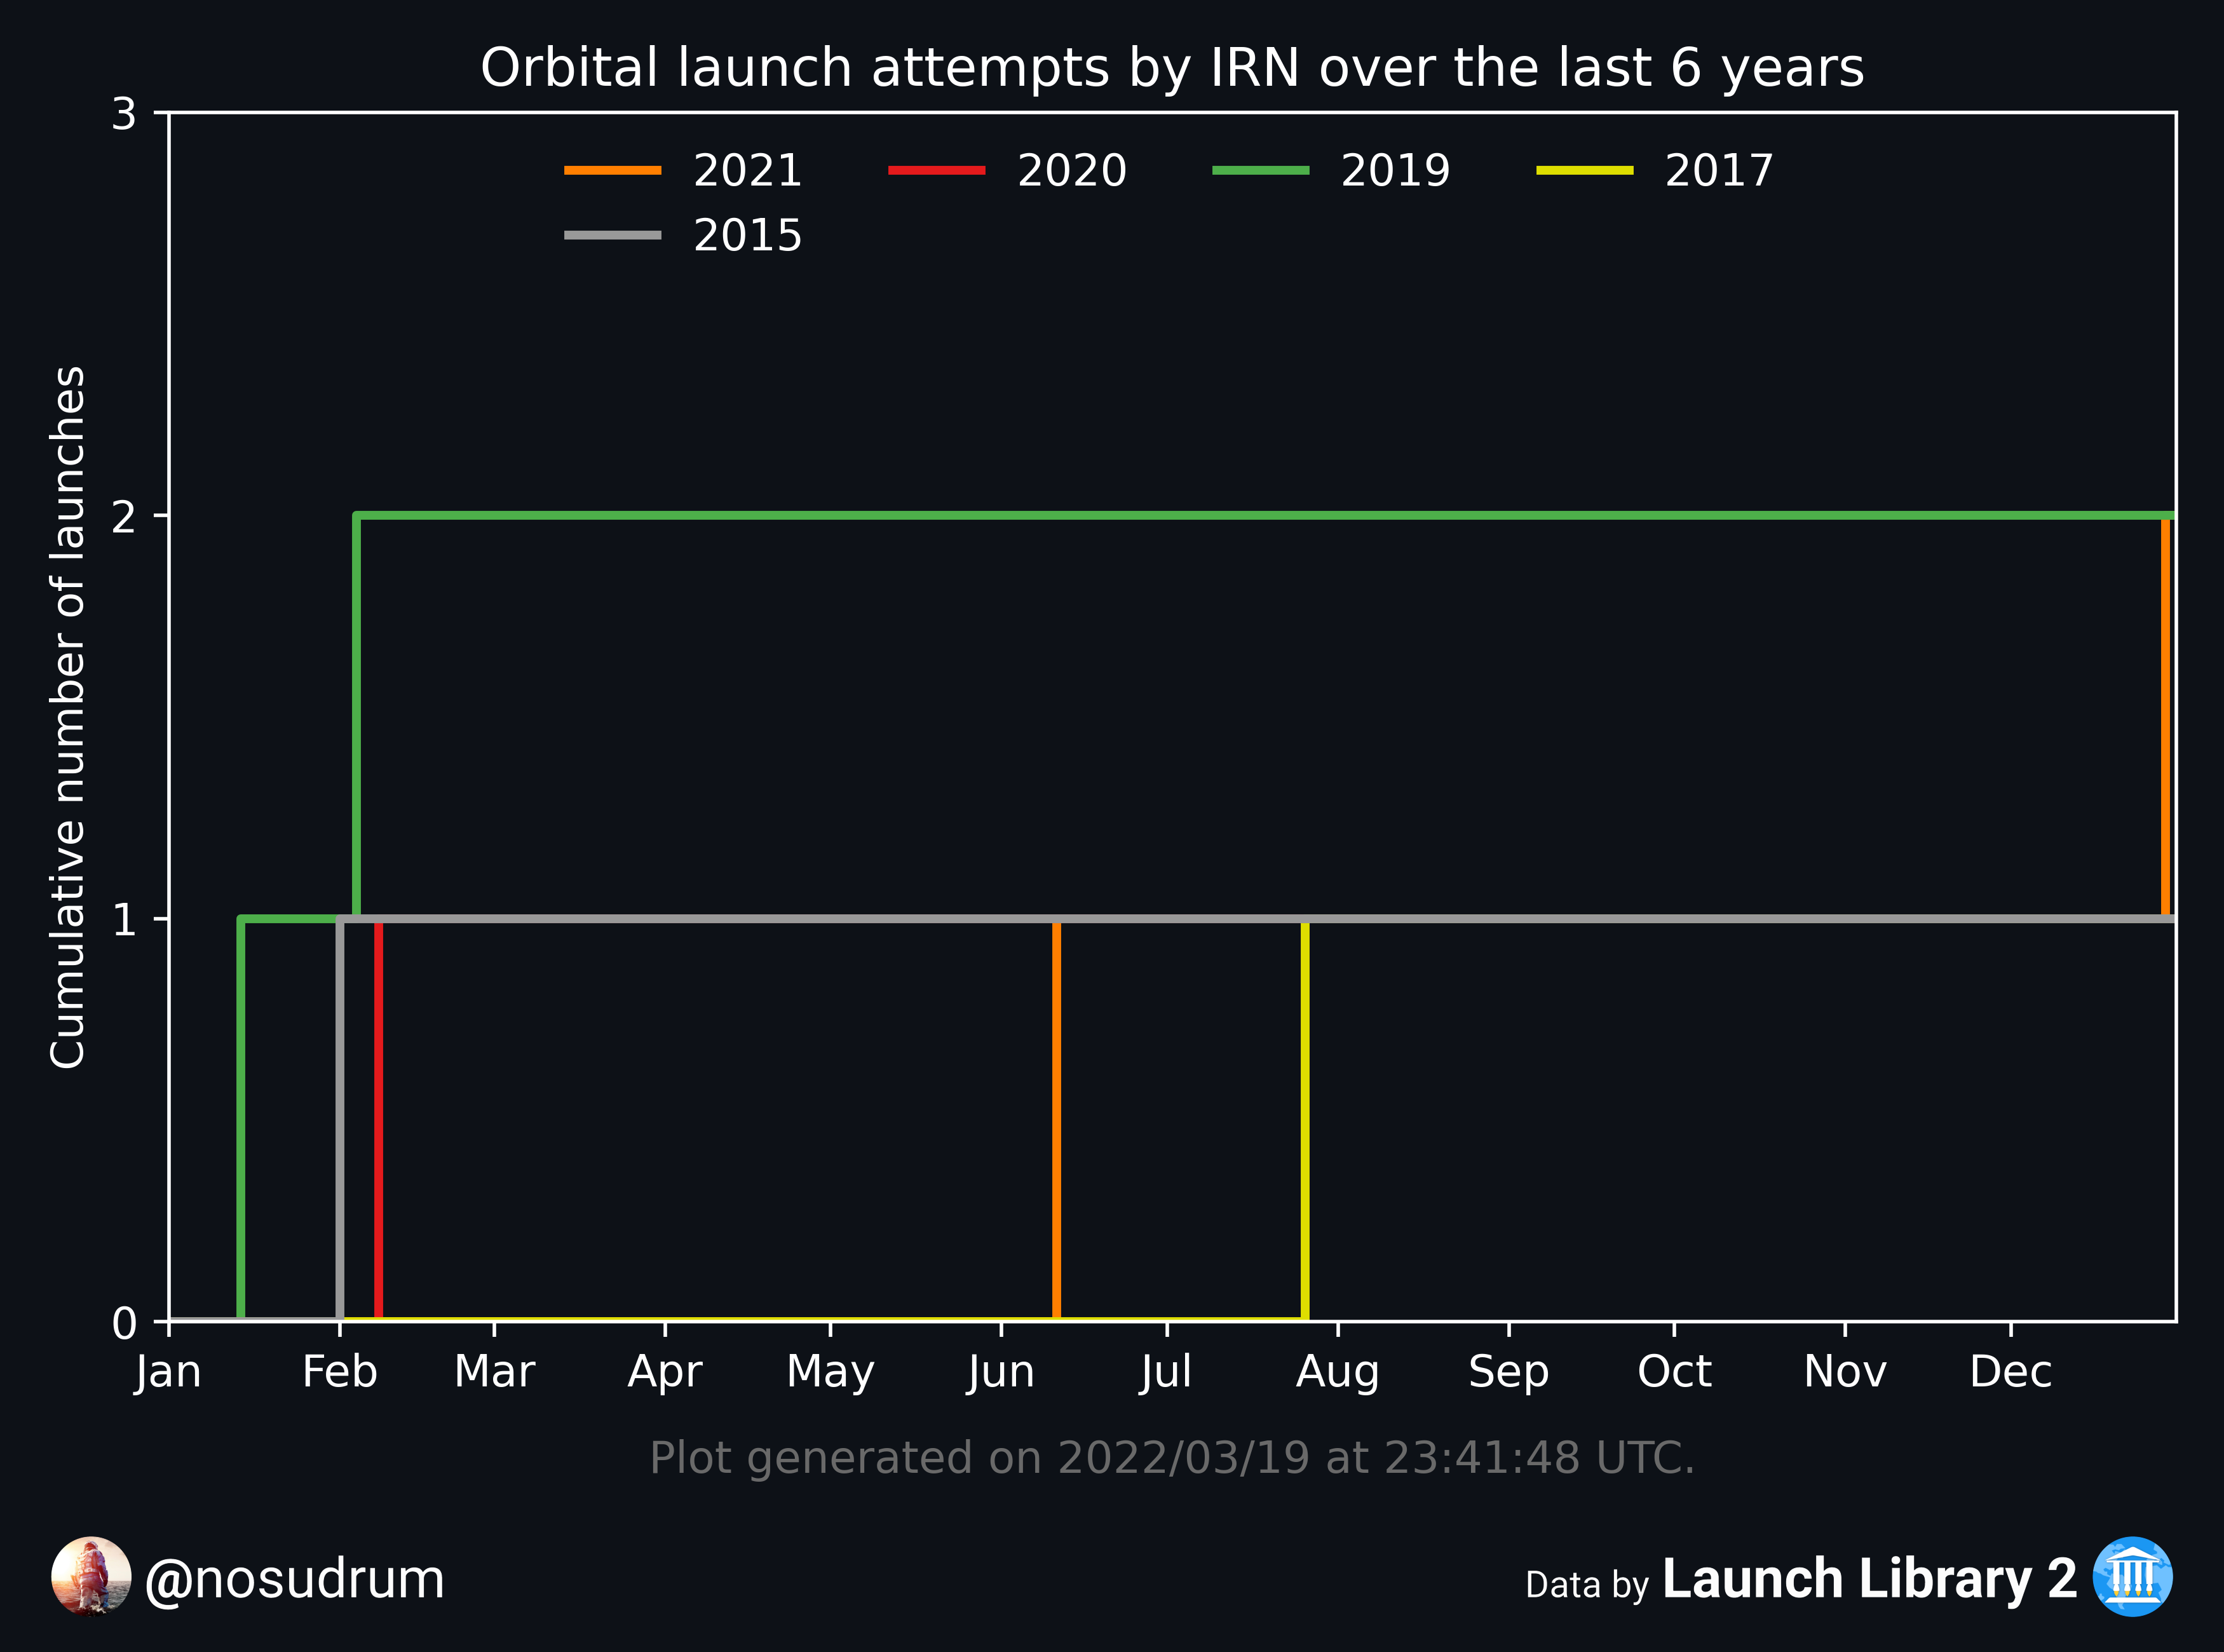 Orbital launch attempts by IRN over the last 6 years
3
2021 2020 2019 2017
2015
Cumulative number of launches
2
1
0
Jan Feb Mar Apr May Jun Jul Aug Sep Oct Nov Dec
Plot generated on 2022/03/19 at 23:41:48 UTC.
@nosudrum
Data by Launch Library 2